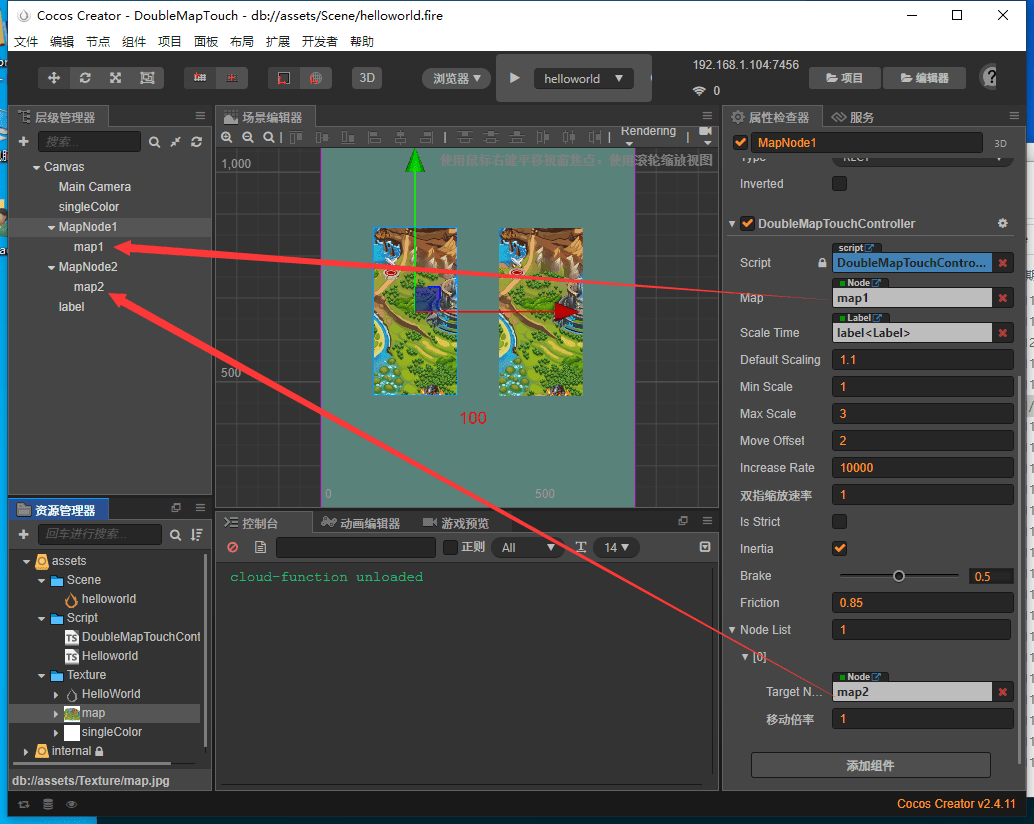 Cocos Creator - DoubleMapTouch - db://assets/Scene/helloworld.fire
文件 编辑 节点 组件 项目 面板 布局 扩展 开发者 帮助
3D
浏览器
helloworld
192.168.1.104:7456
0
项目
编辑器
层级管理器
搜索...
Canvas
Main Camera
singleColor
MapNode1
map1
MapNode2
map2
label
场景编辑器
Rendering
使用鼠标右键平移视窗焦点，使用滚轮缩放视图
1,000
500
0
500
100
资源管理器
回车进行搜索...
assets
Scene
helloworld
Script
DoubleMapTouchCont
Helloworld
Texture
HelloWorld
map
singleColor
internal
db://assets/Texture/map.jpg
控制台
动画编辑器
游戏预览
正则
All
14
cloud-function unloaded
属性检查器
服务
MapNode1
3D
Type
RECT
Inverted
DoubleMapTouchController
script
Script
DoubleMapTouchContro...
Node
Map
map1
Label
Scale Time
label<Label>
Default Scaling
1.1
Min Scale
1
Max Scale
3
Move Offset
2
Increase Rate
10000
双指缩放速率
1
Is Strict
Inertia
Brake
0.5
Friction
0.85
Node List
1
[0]
Node
Target N...
map2
移动倍率
1
添加组件
Cocos Creator v2.4.11